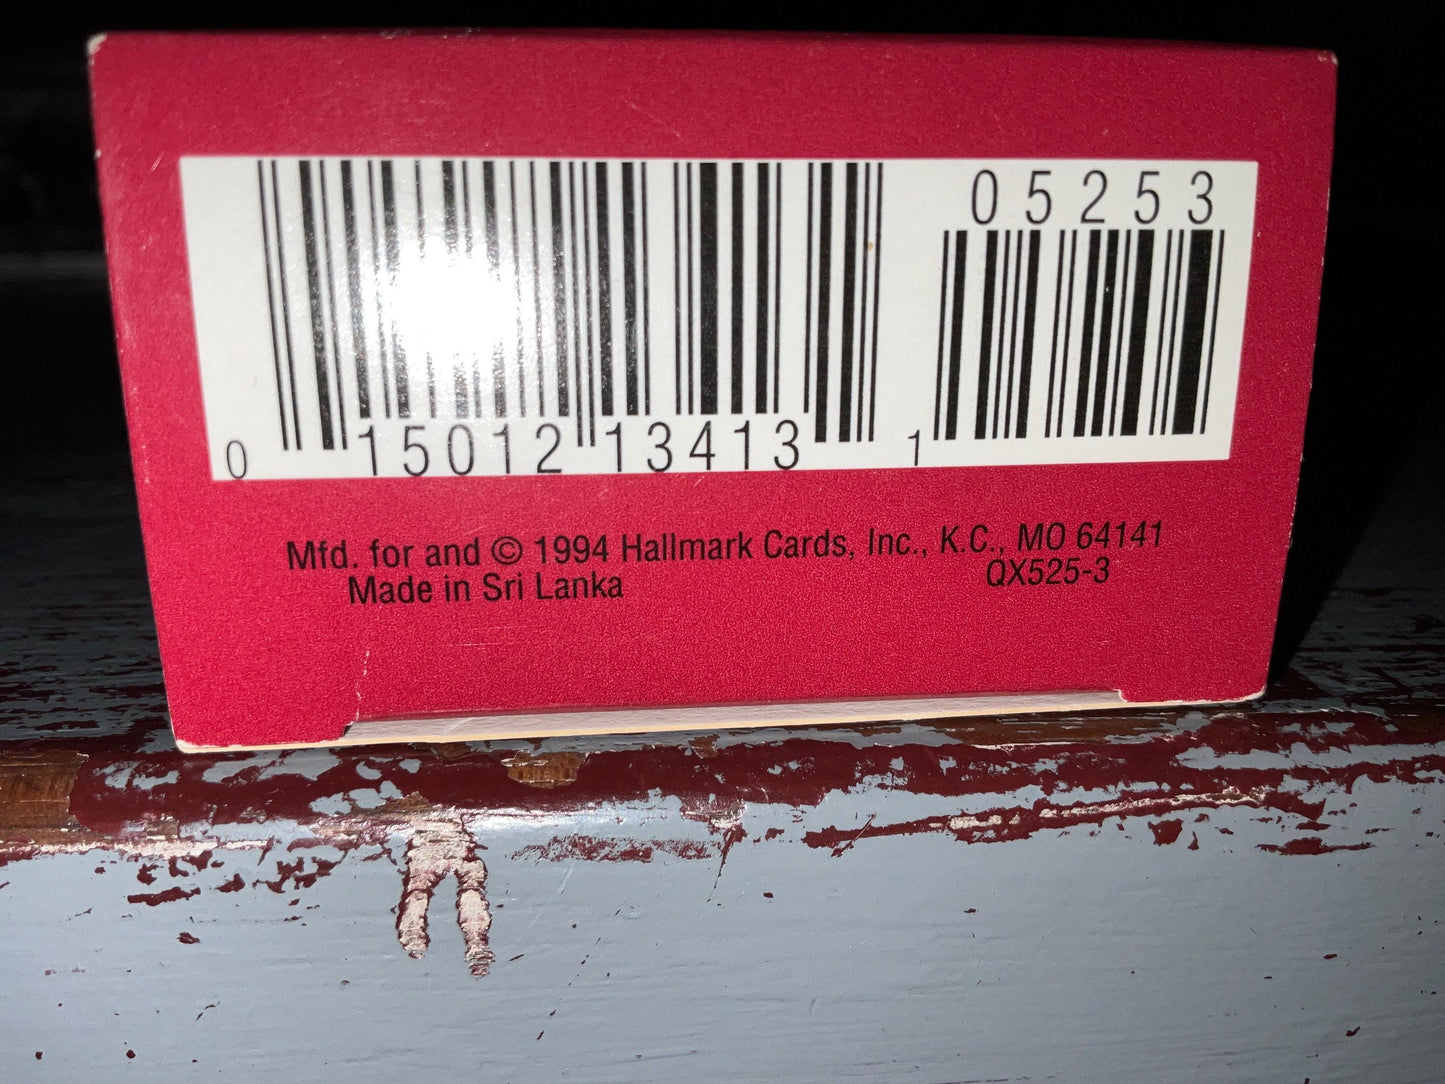 05253
0 15012 13413 1
Mfd. for and © 1994 Hallmark Cards, Inc., K.C., MO 64141
Made in Sri Lanka QX525-3